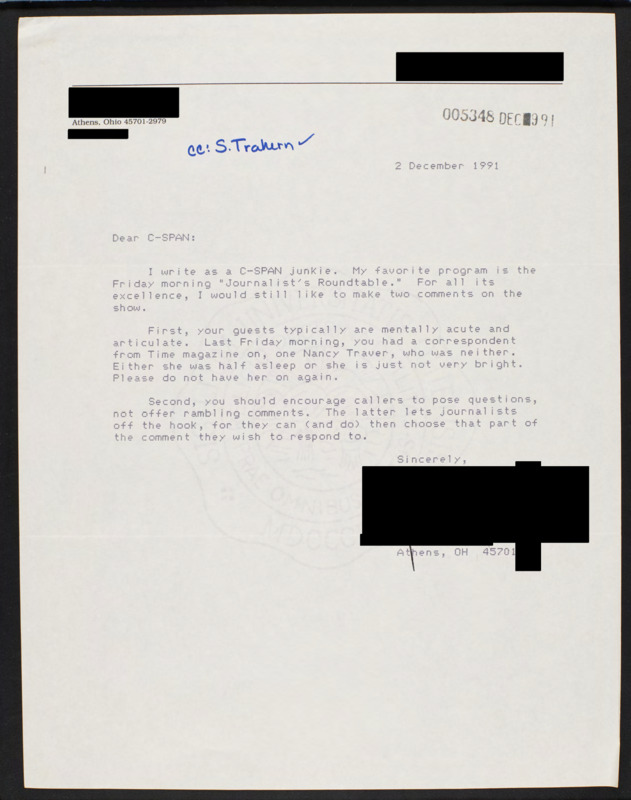 Athens, Ohio 45701-2979
005348 DEC 991
cc: S. Trahern ✓
2 December 1991
Dear C-SPAN:
I write as a C-SPAN junkie. My favorite program is the
Friday morning "Journalist's Roundtable." For all its
excellence, I would still like to make two comments on the
show.
First, your guests typically are mentally acute and
articulate. Last Friday morning, you had a correspondent
from Time magazine on, one Nancy Traver, who was neither.
Either she was half asleep or she is just not very bright.
Please do not have her on again.
Second, you should encourage callers to pose questions,
not offer rambling comments. The latter lets journalists
off the hook, for they can (and do) then choose that part of
the comment they wish to respond to.
Sincerely,
Athens, OH 45701